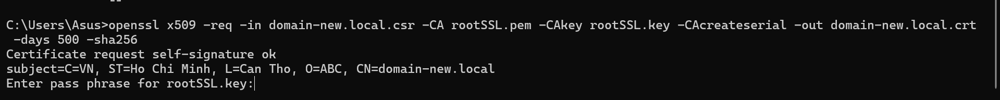 C:\Users\Asus>openssl x509 -req -in domain-new.local.csr -CA rootSSL.pem -CAkey rootSSL.key -CAcreateserial -out domain-new.local.crt
-days 500 -sha256
Certificate request self-signature ok
subject=C=VN, ST=Ho Chi Minh, L=Can Tho, O=ABC, CN=domain-new.local
Enter pass phrase for rootSSL.key: